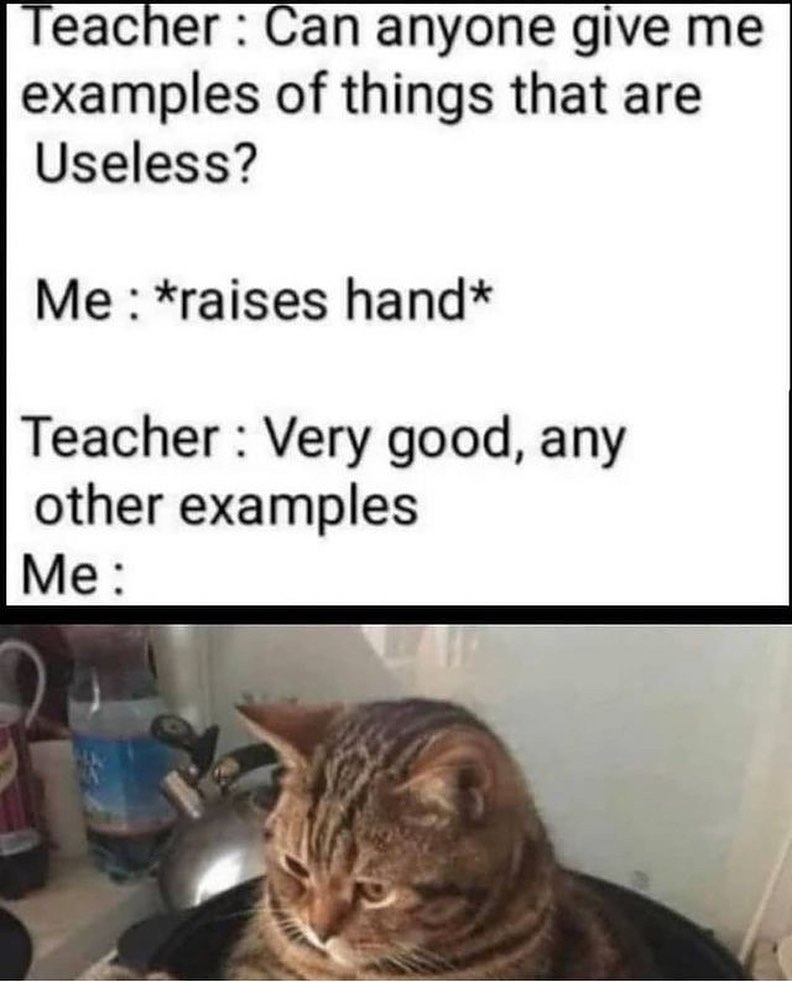 Teacher : Can anyone give me
examples of things that are
Useless?
Me : *raises hand*
Teacher : Very good, any
other examples
Me :